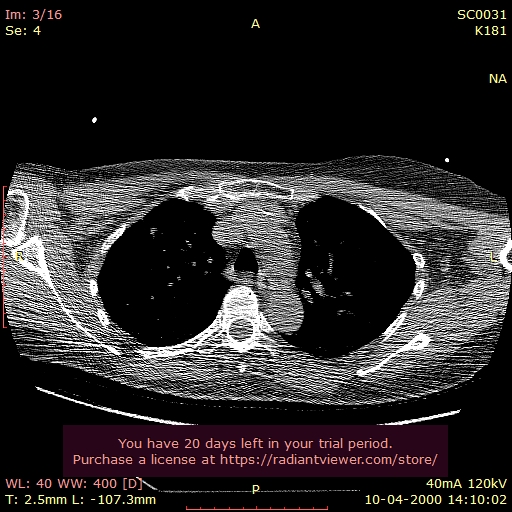 Im: 3/16
Se: 4
A
SC0031
K181
NA
R
L
You have 20 days left in your trial period.
Purchase a license at https://radiantviewer.com/store/
WL: 40 WW: 400 [D]
T: 2.5mm L: -107.3mm
P
40mA 120kV
10-04-2000 14:10:02